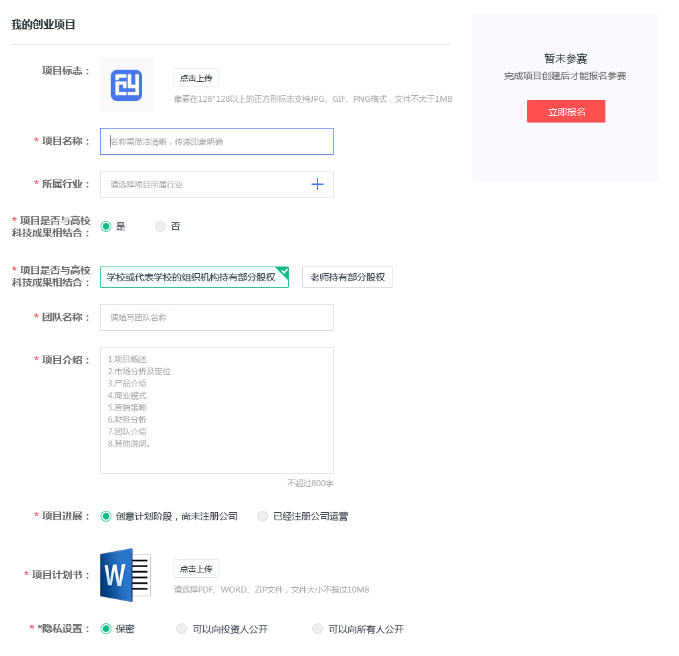 我的创业项目
项目标志：
点击上传
像素在128*128以上的正方形标志支持JPG、GIF、PNG格式，文件不大于1MB
* 项目名称：
名称需简洁清晰，传递印象明确
* 所属行业：
请选择项目所属行业
* 项目是否与高校
科技成果相结合：
是
否
* 项目是否与高校
科技成果相结合：
学校或代表学校的组织机构持有部分股权
老师持有部分股权
* 团队名称：
请填写团队名称
* 项目介绍：
1.项目概述
2.市场分析及定位
3.产品介绍
4.商业模式
5.营销策略
6.财务分析
7.团队介绍
8.其他说明。
不超过800字
* 项目进展：
创意计划阶段，尚未注册公司
已经注册公司运营
* 项目计划书：
W
点击上传
请选择PDF、WORD、ZIP文件，文件大小不超过10MB
* *隐私设置：
保密
可以向投资人公开
可以向所有人公开
暂未参赛
完成项目创建后才能报名参赛
立即报名